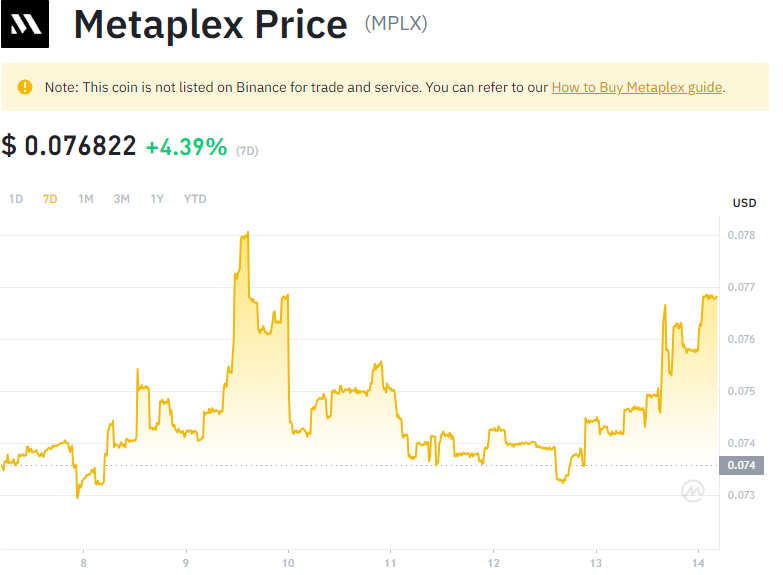 Metaplex Price (MPLX)
Note: This coin is not listed on Binance for trade and service. You can refer to our How to Buy Metaplex guide.
$ 0.076822 +4.39% (7D)
1D 7D 1M 3M 1Y YTD
USD
0.078
0.077
0.076
0.075
0.074
0.074
0.073
8 9 10 11 12 13 14